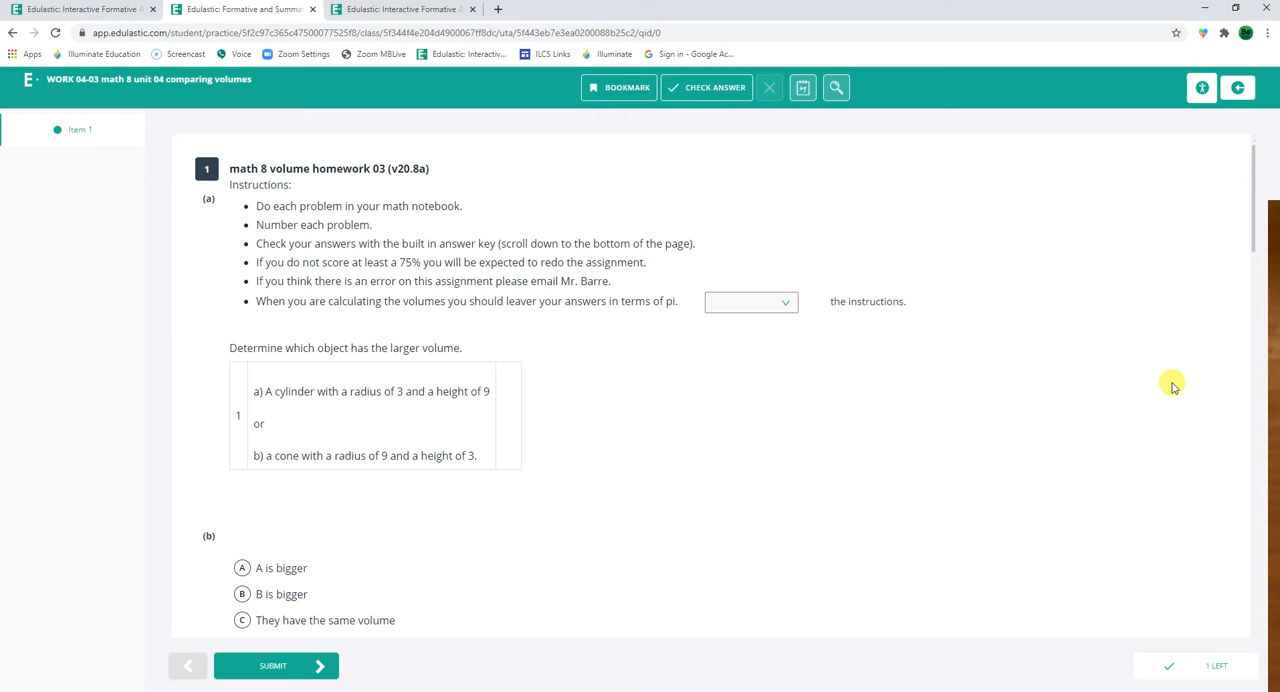 Edulastic: Interactive Formative A
Edulastic: Formative and Summa
Edulastic: Interactive Formative A
app.edulastic.com/student/practice/5f2c97c365c47500077525f8/class/5f344f4e204d4900067ff8dc/uta/5f443eb7e3ea0200088b25c2/qid/0
Apps
Illuminate Education
Screencast
Voice
Zoom Settings
Zoom MBLive
Edulastic: Interactiv...
ILCS Links
Illuminate
Sign in - Google Ac...
E WORK 04-03 math 8 unit 04 comparing volumes
BOOKMARK
CHECK ANSWER
Item 1
1 math 8 volume homework 03 (v20.8a)
Instructions:
(a)
• Do each problem in your math notebook.
• Number each problem.
• Check your answers with the built in answer key (scroll down to the bottom of the page).
• If you do not score at least a 75% you will be expected to redo the assignment.
• If you think there is an error on this assignment please email Mr. Barre.
• When you are calculating the volumes you should leaver your answers in terms of pi. the instructions.
Determine which object has the larger volume.
a) A cylinder with a radius of 3 and a height of 9
1
or
b) a cone with a radius of 9 and a height of 3.
(b)
A A is bigger
B B is bigger
C They have the same volume
SUBMIT
1 LEFT